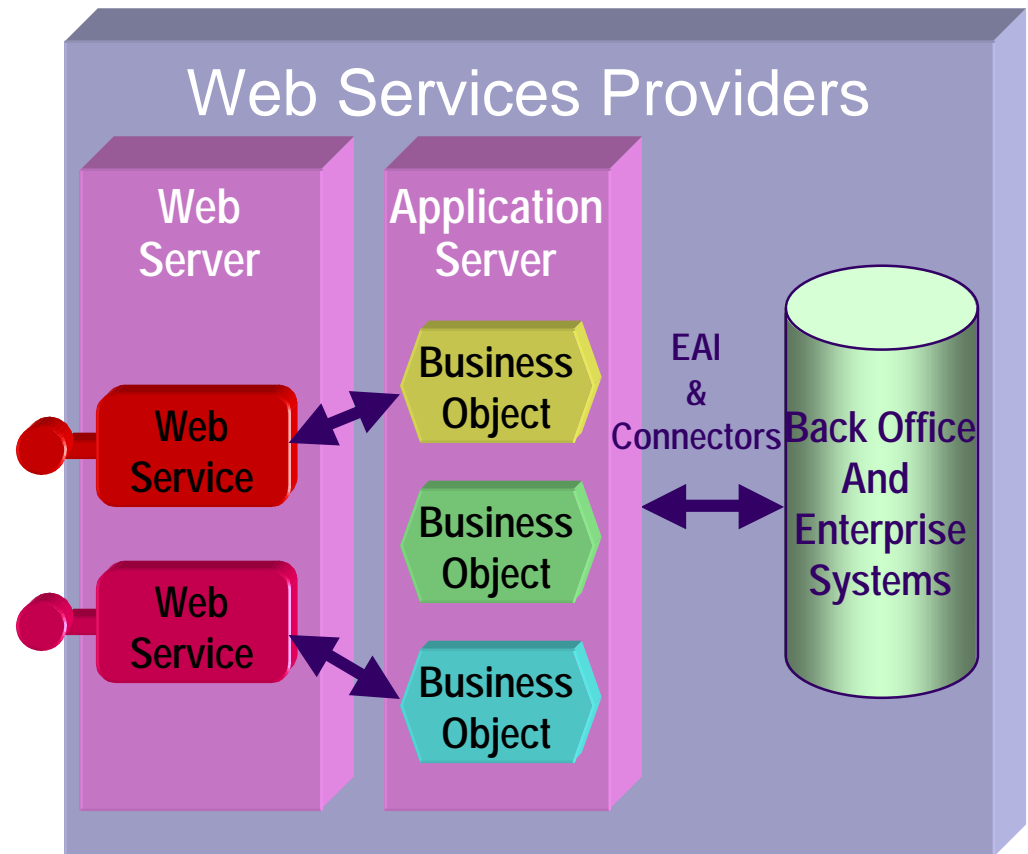 Web Services Providers
Web
Server
Application
Server
Web
Service
Web
Service
Business
Object
Business
Object
Business
Object
EAI
&
Connectors
Back Office
And
Enterprise
Systems